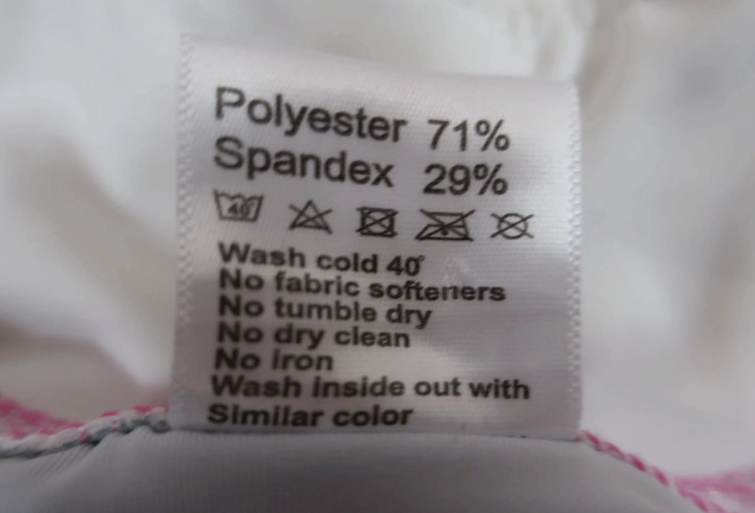 Polyester 71%
Spandex 29%
40
Wash cold 40°
No fabric softeners
No tumble dry
No dry clean
No iron
Wash inside out with
Similar color